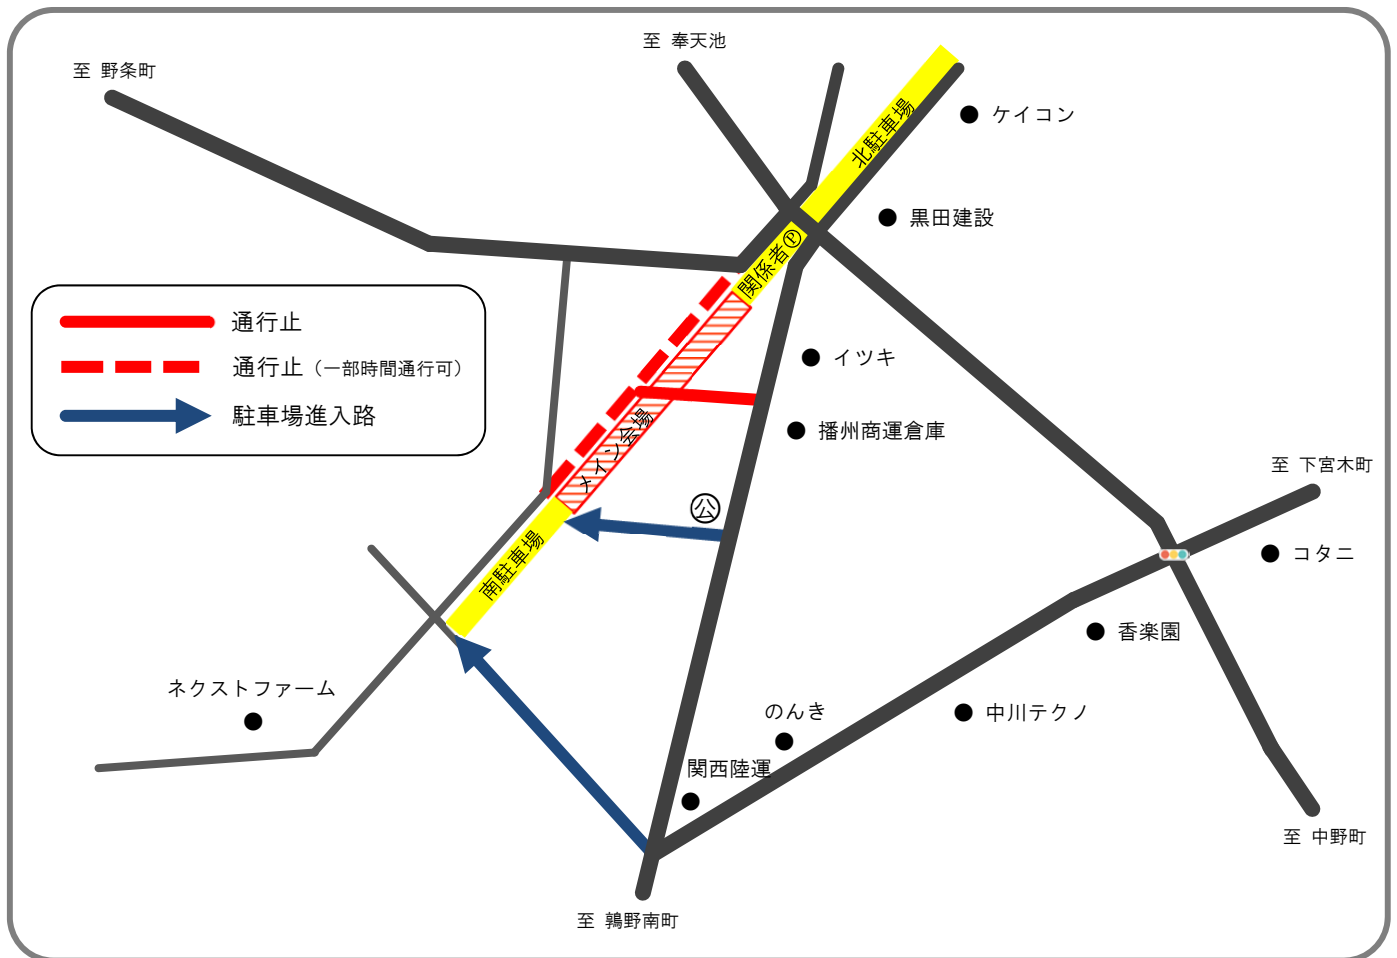 至 奉天池
至 野条町
北駐車場
ケイコン
黒田建設
関係者Ⓟ
通行止
通行止（一部時間通行可）
駐車場進入路
イツキ
メイン会場
播州商運倉庫
至 下宮木町
公
コタニ
南駐車場
香楽園
ネクストファーム
のんき
中川テクノ
関西陸運
至 中野町
至 鶉野南町